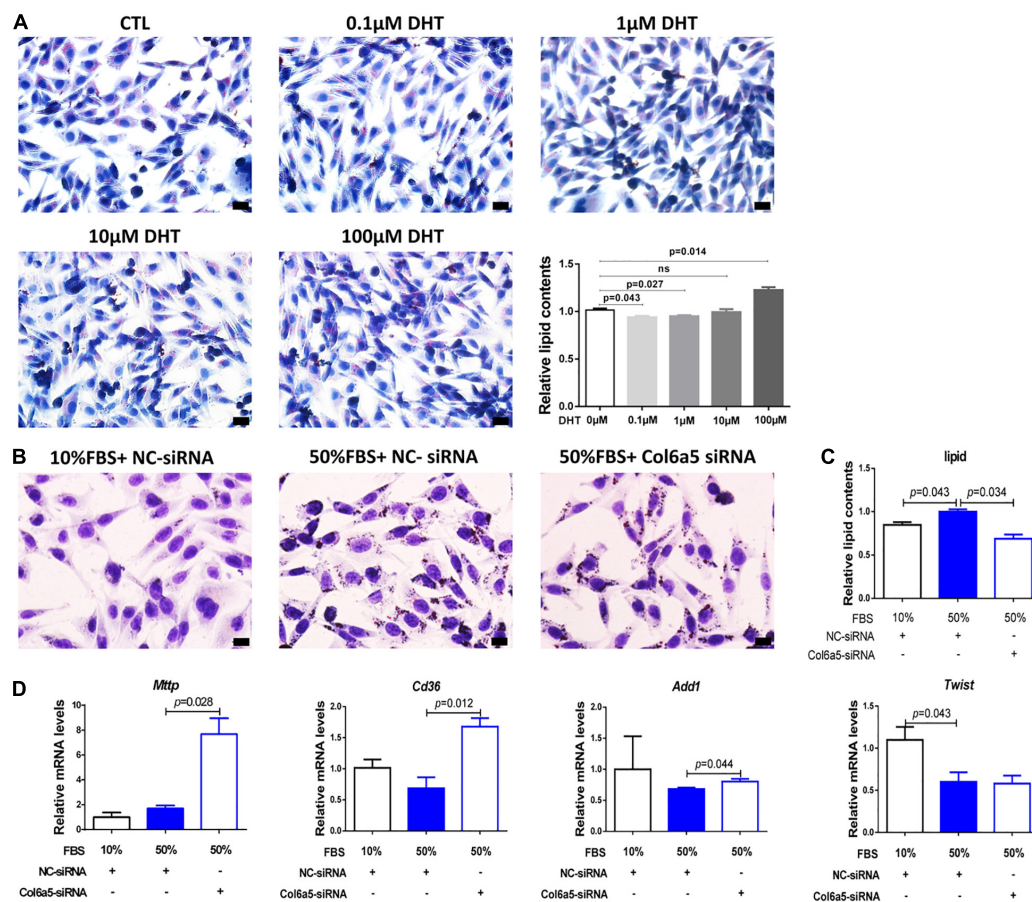 A
CTL
0.1µM DHT
1µM DHT
10µM DHT
100µM DHT
Relative lipid contents
1.5
1.0
0.5
0.0
p=0.014
ns
p=0.027
p=0.043
DHT 0µM 0.1µM 1µM 10µM 100µM
B
10%FBS+ NC-siRNA
50%FBS+ NC- siRNA
50%FBS+ Col6a5 siRNA
C
lipid
Relative lipid contents
1.5
1.0
0.5
0.0
p=0.043 p=0.034
FBS 10% 50% 50%
NC-siRNA + + -
Col6a5-siRNA - - +
D
Mttp
Relative mRNA levels
10
8
6
4
2
0
p=0.028
FBS 10% 50% 50%
NC-siRNA + + -
Col6a5-siRNA - - +
Cd36
Relative mRNA levels
2.0
1.5
1.0
0.5
0.0
p=0.012
FBS 10% 50% 50%
NC-siRNA + + -
Col6a5-siRNA - - +
Add1
Relative mRNA levels
2.0
1.5
1.0
0.5
0.0
p=0.044
FBS 10% 50% 50%
NC-siRNA + + -
Col6a5-siRNA - - +
Twist
Relative mRNA levels
1.5
1.0
0.5
0.0
p=0.043
FBS 10% 50% 50%
NC-siRNA + + -
Col6a5-siRNA - - +